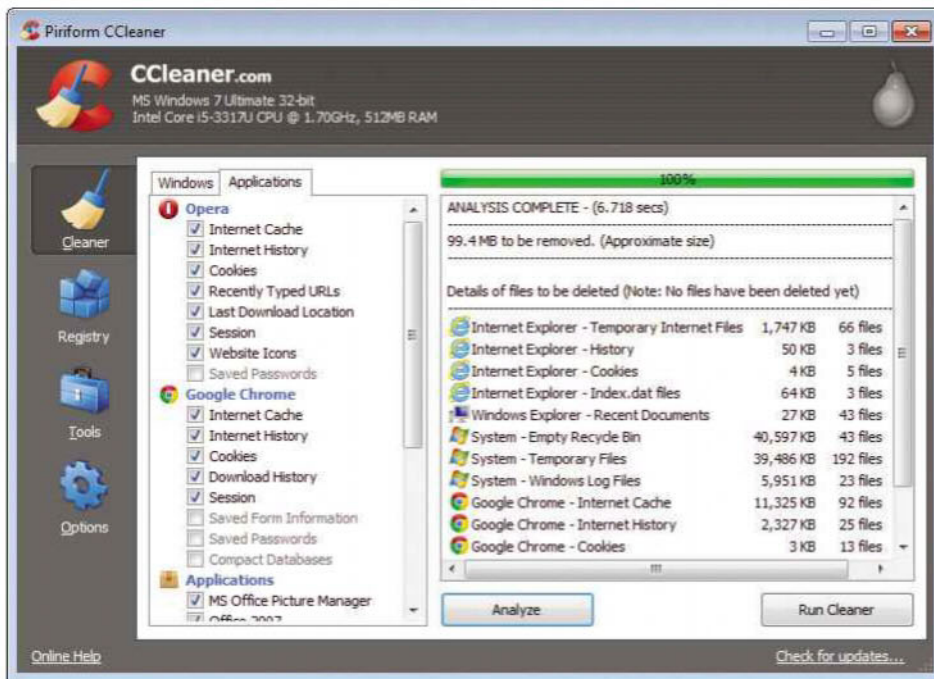 Piriform CCleaner
CCleaner.com
MS Windows 7 Ultimate 32-bit
Intel Core i5-3317U CPU @ 1.70GHz, 512MB RAM
Cleaner
Registry
Tools
Options
Windows Applications
Opera
Internet Cache
Internet History
Cookies
Recently Typed URLs
Last Download Location
Session
Website Icons
Saved Passwords
Google Chrome
Internet Cache
Internet History
Cookies
Download History
Session
Saved Form Information
Saved Passwords
Compact Databases
Applications
MS Office Picture Manager
Office 2007
100%
ANALYSIS COMPLETE - (6.718 secs)
99.4 MB to be removed. (Approximate size)
Details of files to be deleted (Note: No files have been deleted yet)
Internet Explorer - Temporary Internet Files 1,747 KB 66 files
Internet Explorer - History 50 KB 3 files
Internet Explorer - Cookies 4 KB 5 files
Internet Explorer - Index.dat files 64 KB 3 files
Windows Explorer - Recent Documents 27 KB 43 files
System - Empty Recycle Bin 40,597 KB 43 files
System - Temporary Files 39,486 KB 192 files
System - Windows Log Files 5,951 KB 23 files
Google Chrome - Internet Cache 11,325 KB 92 files
Google Chrome - Internet History 2,327 KB 25 files
Google Chrome - Cookies 3 KB 13 files
Analyze Run Cleaner
Online Help Check for updates...